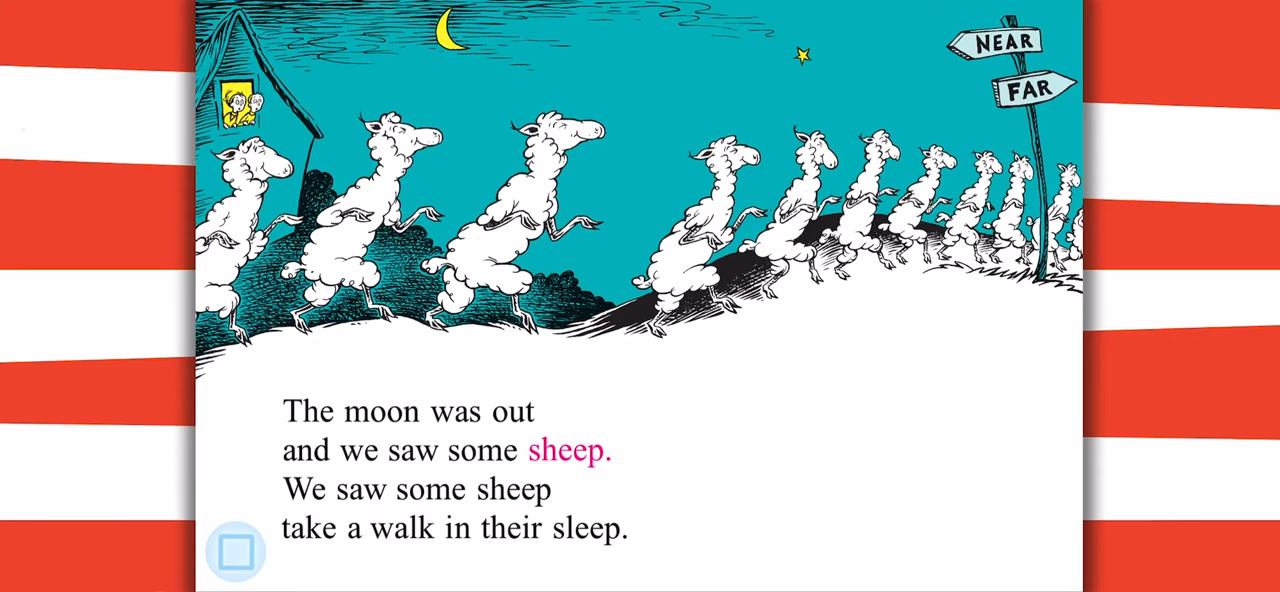 NEAR
FAR
The moon was out
and we saw some sheep.
We saw some sheep
take a walk in their sleep.